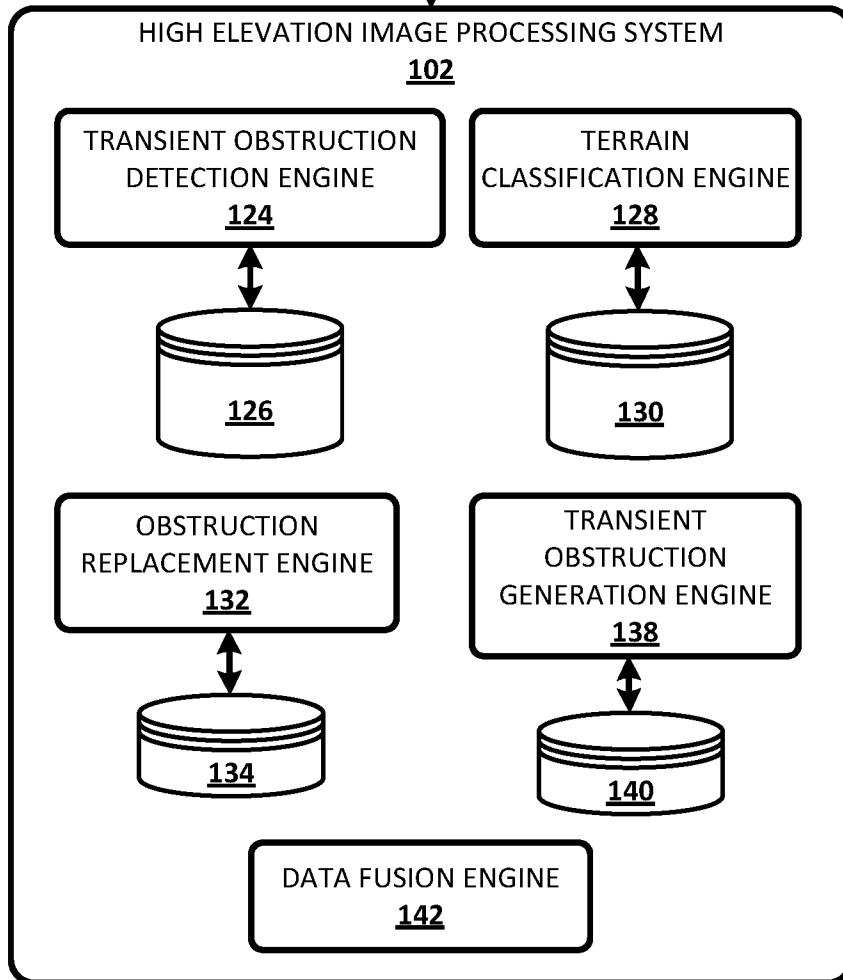 HIGH ELEVATION IMAGE PROCESSING SYSTEM
102
TRANSIENT OBSTRUCTION
DETECTION ENGINE
124
TERRAIN
CLASSIFICATION ENGINE
128
126
130
OBSTRUCTION
REPLACEMENT ENGINE
132
TRANSIENT
OBSTRUCTION
GENERATION ENGINE
138
134
140
DATA FUSION ENGINE
142